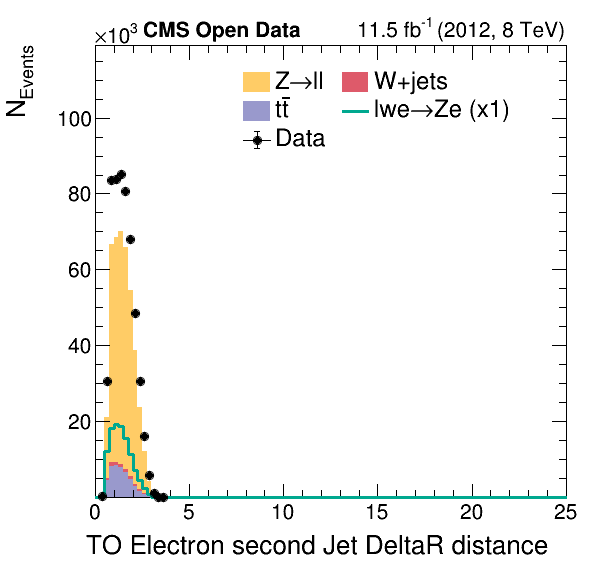 ×10³ CMS Open Data 11.5 fb⁻¹ (2012, 8 TeV)
N_Events
Z→ll W+jets
tt̄ lwe→Ze (x1)
Data
100
80
60
40
20
0 5 10 15 20 25
TO Electron second Jet DeltaR distance